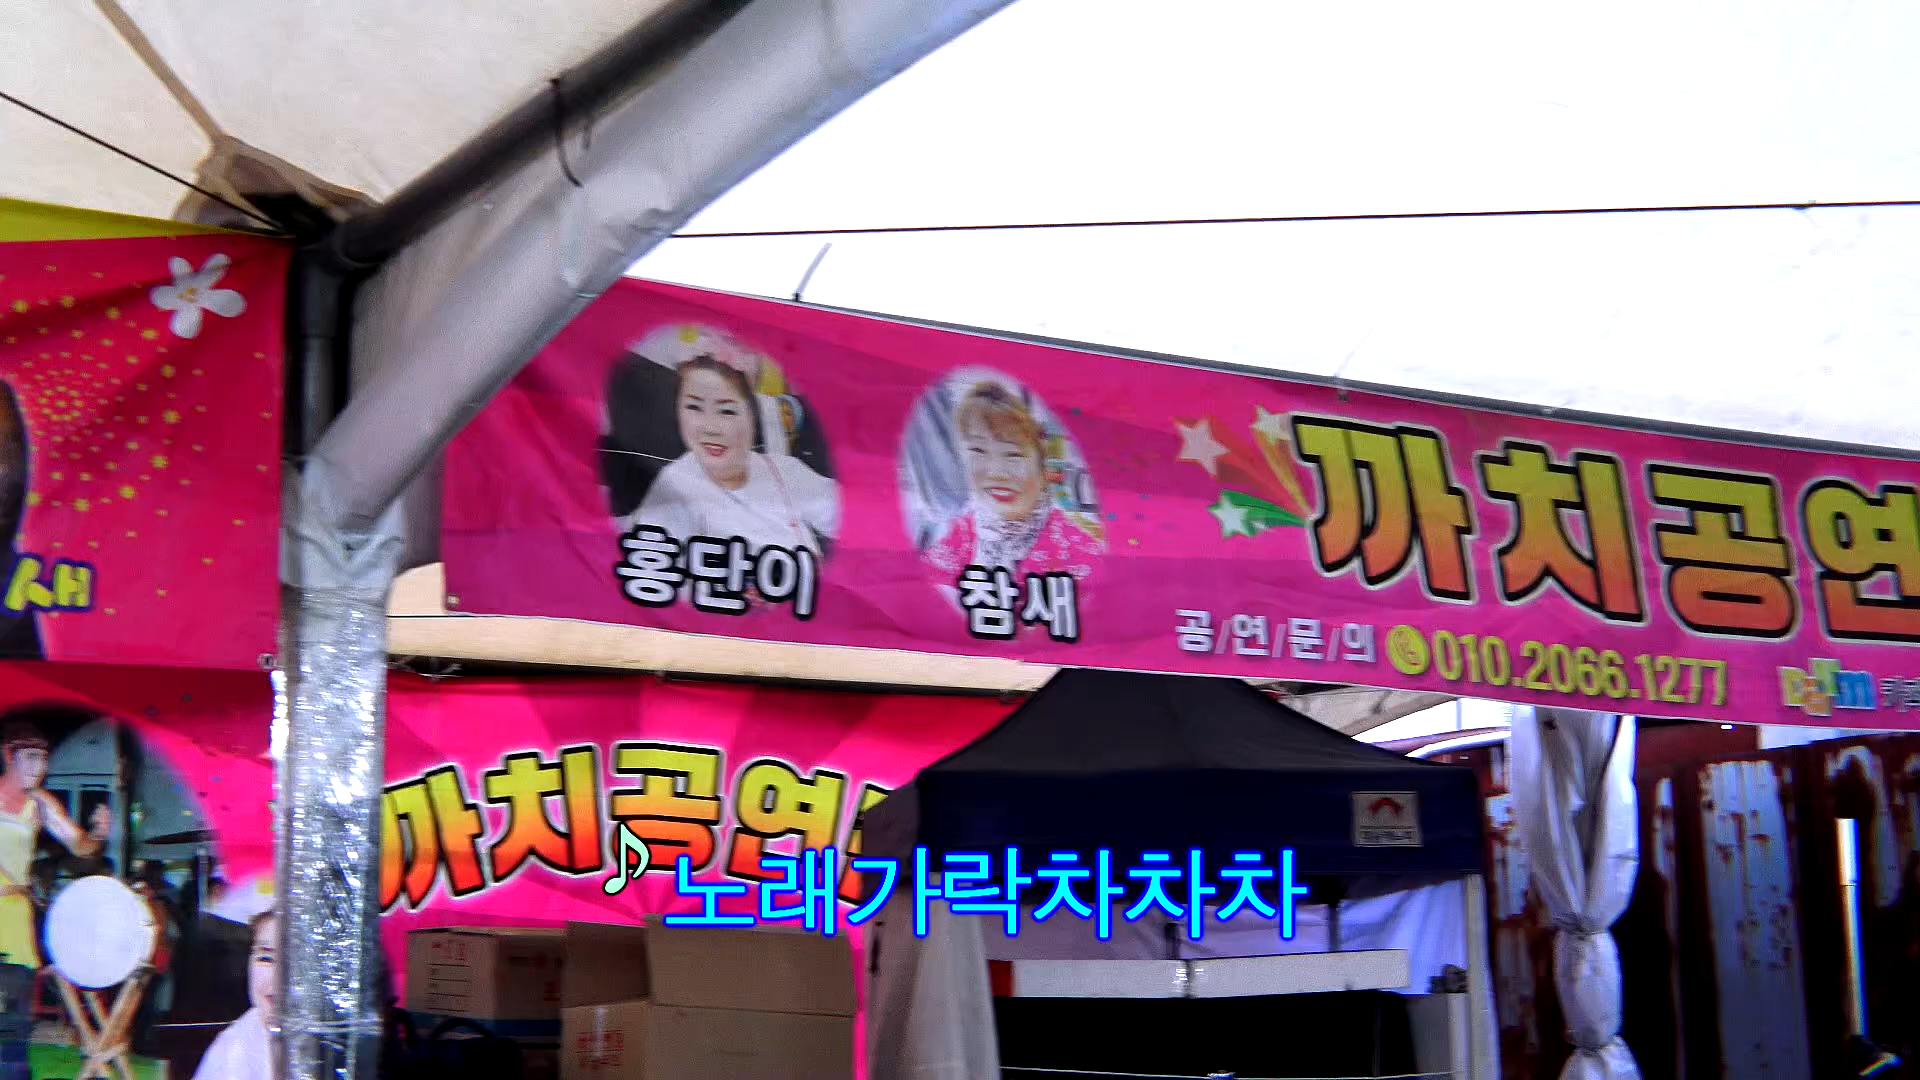 홍단이
참새
까치공연
공/연/문/의 010.2066.1277
새
까치공연
♪노래가락차차차